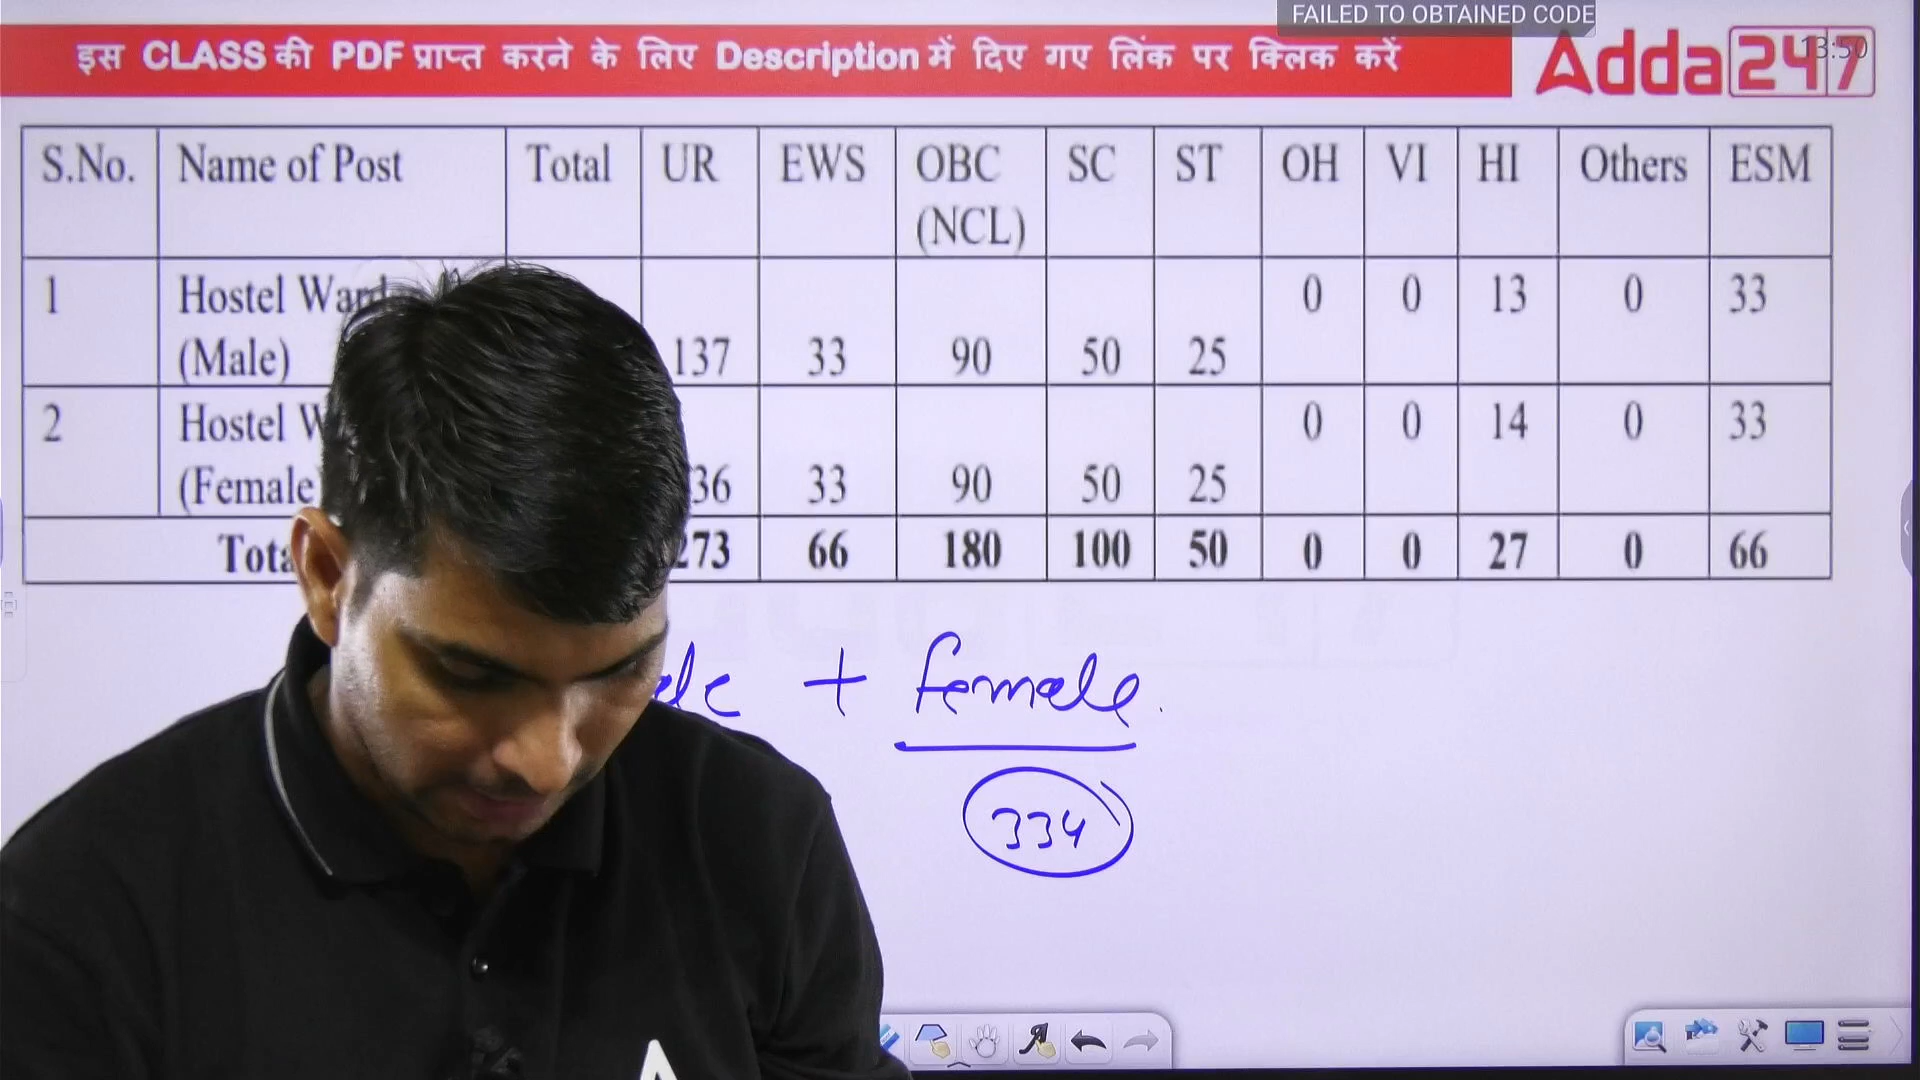 FAILED TO OBTAINED CODE
इस CLASS की PDF प्राप्त करने के लिए Description में दिए गए लिंक पर क्लिक करें
Adda247
13:50
S.No. Name of Post Total UR EWS OBC (NCL) SC ST OH VI HI Others ESM
1 Hostel (Male) 137 33 90 50 25 0 0 13 0 33
2 Hostel (Female 33 90 50 25 0 0 14 0 33
273 66 180 100 50 0 0 27 0 66
+ female
334